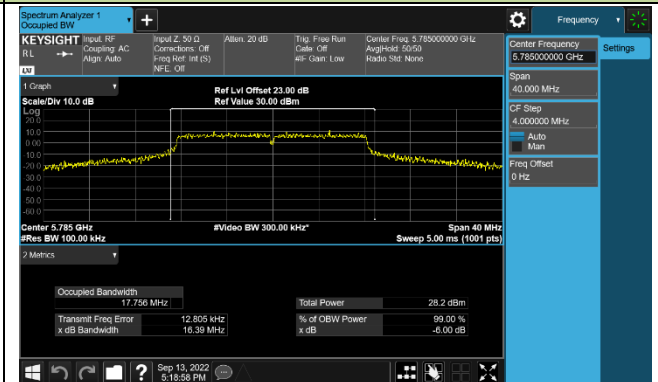 Spectrum Analyzer 1
Occupied BW
+
Frequency
KEYSIGHT
RL
LXI
Input: RF
Coupling: AC
Align: Auto
Input Z: 50 Ω
Corrections: Off
Freq Ref: Int (S)
NFE: Off
Atten: 20 dB
Trig: Free Run
Gate: Off
#IF Gain: Low
Center Freq: 5.785000000 GHz
Avg|Hold: 50/50
Radio Std: None
Center Frequency
5.785000000 GHz
Settings
Span
40.000 MHz
CF Step
4.000000 MHz
Auto
Man
Freq Offset
0 Hz
1 Graph
Scale/Div 10.0 dB
Ref Lvl Offset 23.00 dB
Ref Value 30.00 dBm
Log
20.0
10.0
0.00
-10.0
-20.0
-30.0
-40.0
-50.0
-60.0
Center 5.785 GHz
#Res BW 100.00 kHz
#Video BW 300.00 kHz*
Span 40 MHz
Sweep 5.00 ms (1001 pts)
2 Metrics
Occupied Bandwidth
17.756 MHz
Total Power 28.2 dBm
Transmit Freq Error 12.805 kHz
% of OBW Power 99.00 %
x dB Bandwidth 16.39 MHz
x dB -6.00 dB
?
Sep 13, 2022
5:18:58 PM